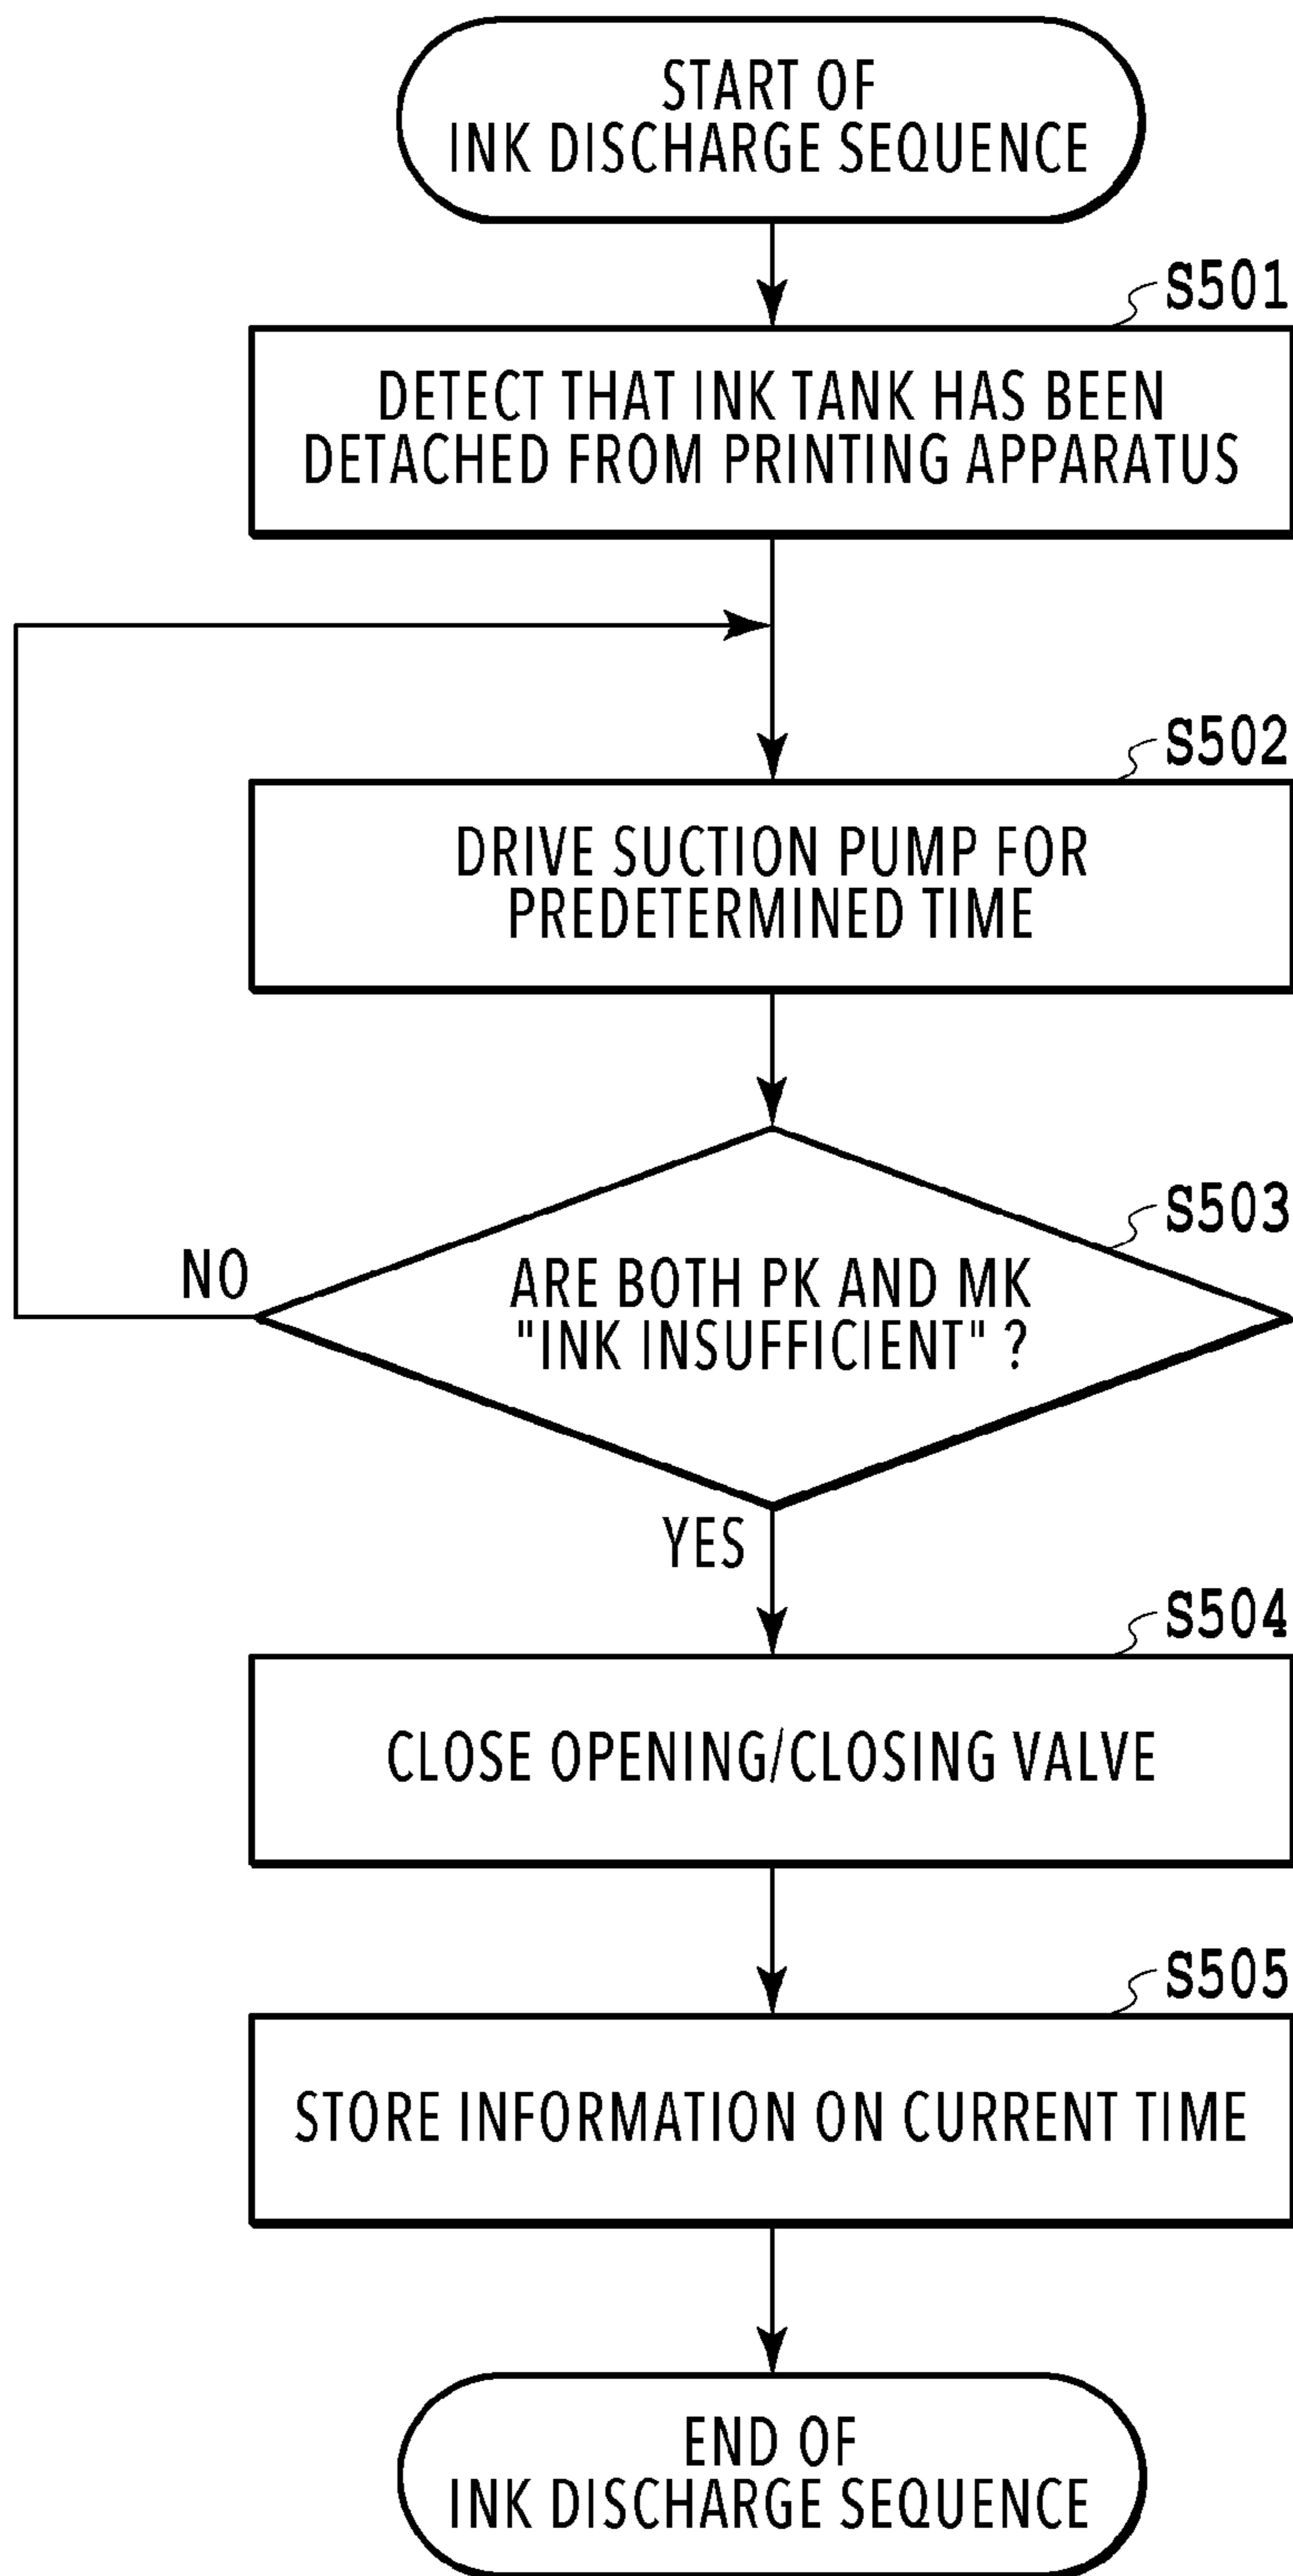 START OF
INK DISCHARGE SEQUENCE
S501
DETECT THAT INK TANK HAS BEEN
DETACHED FROM PRINTING APPARATUS
S502
DRIVE SUCTION PUMP FOR
PREDETERMINED TIME
S503
ARE BOTH PK AND MK
"INK INSUFFICIENT" ?
NO
YES
S504
CLOSE OPENING/CLOSING VALVE
S505
STORE INFORMATION ON CURRENT TIME
END OF
INK DISCHARGE SEQUENCE